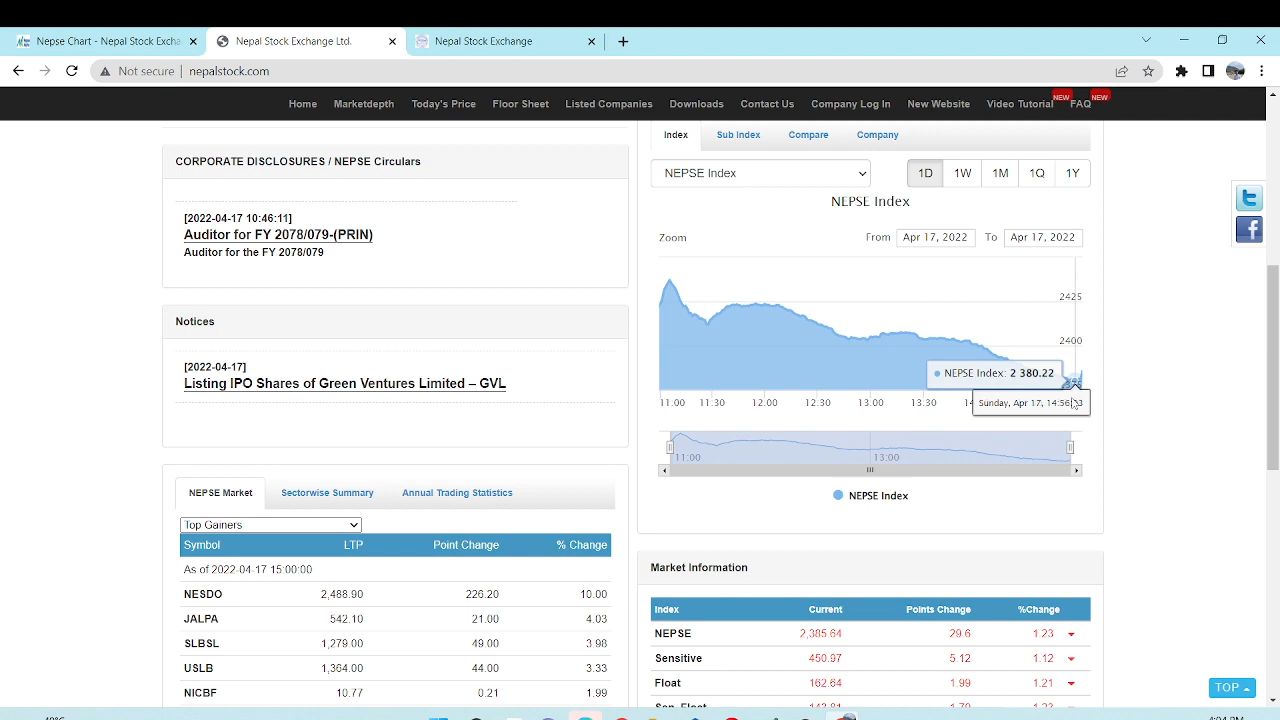 Nepse Chart - Nepal Stock Excha
Nepal Stock Exchange Ltd.
Nepal Stock Exchange
Not secure | nepalstock.com
Home Marketdepth Today's Price Floor Sheet Listed Companies Downloads Contact Us Company Log In New Website Video Tutorial NEW FAQ NEW
CORPORATE DISCLOSURES / NEPSE Circulars
[2022-04-17 10:46:11]
Auditor for FY 2078/079-(PRIN)
Auditor for the FY 2078/079
Notices
[2022-04-17]
Listing IPO Shares of Green Ventures Limited – GVL
NEPSE Market Sectorwise Summary Annual Trading Statistics
Top Gainers
Symbol LTP Point Change % Change
As of 2022-04-17 15:00:00
NESDO 2,488.90 226.20 10.00
JALPA 542.10 21.00 4.03
SLBSL 1,279.00 49.00 3.98
USLB 1,364.00 44.00 3.33
NICBF 10.77 0.21 1.99
Index Sub Index Compare Company
NEPSE Index 1D 1W 1M 1Q 1Y
NEPSE Index
Zoom From Apr 17, 2022 To Apr 17, 2022
2425
2400
NEPSE Index: 2 380.22
11:00 11:30 12:00 12:30 13:00 13:30
Sunday, Apr 17, 14:56
11:00 13:00
NEPSE Index
Market Information
Index Current Points Change %Change
NEPSE 2,385.64 29.6 1.23
Sensitive 450.97 5.12 1.12
Float 162.64 1.99 1.21
TOP